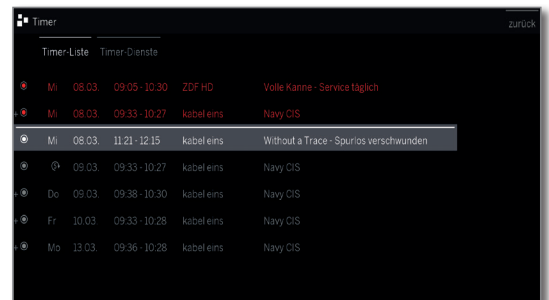 Timer zurück
Timer-Liste Timer-Dienste
Mi 08.03. 09:05 - 10:30 ZDF HD Volle Kanne - Service täglich
+ Mi 08.03. 09:33 - 10:27 kabel eins Navy CIS
Mi 08.03. 11:21 - 12:15 kabel eins Without a Trace - Spurlos verschwunden
09.03. 09:33 - 10:27 kabel eins Navy CIS
+ Do 09.03. 09:38 - 10:30 kabel eins Navy CIS
+ Fr 10.03 09:33 - 10:28 kabel eins Navy CIS
+ Mo 13.03. 09:36 - 10:28 kabel eins Navy CIS